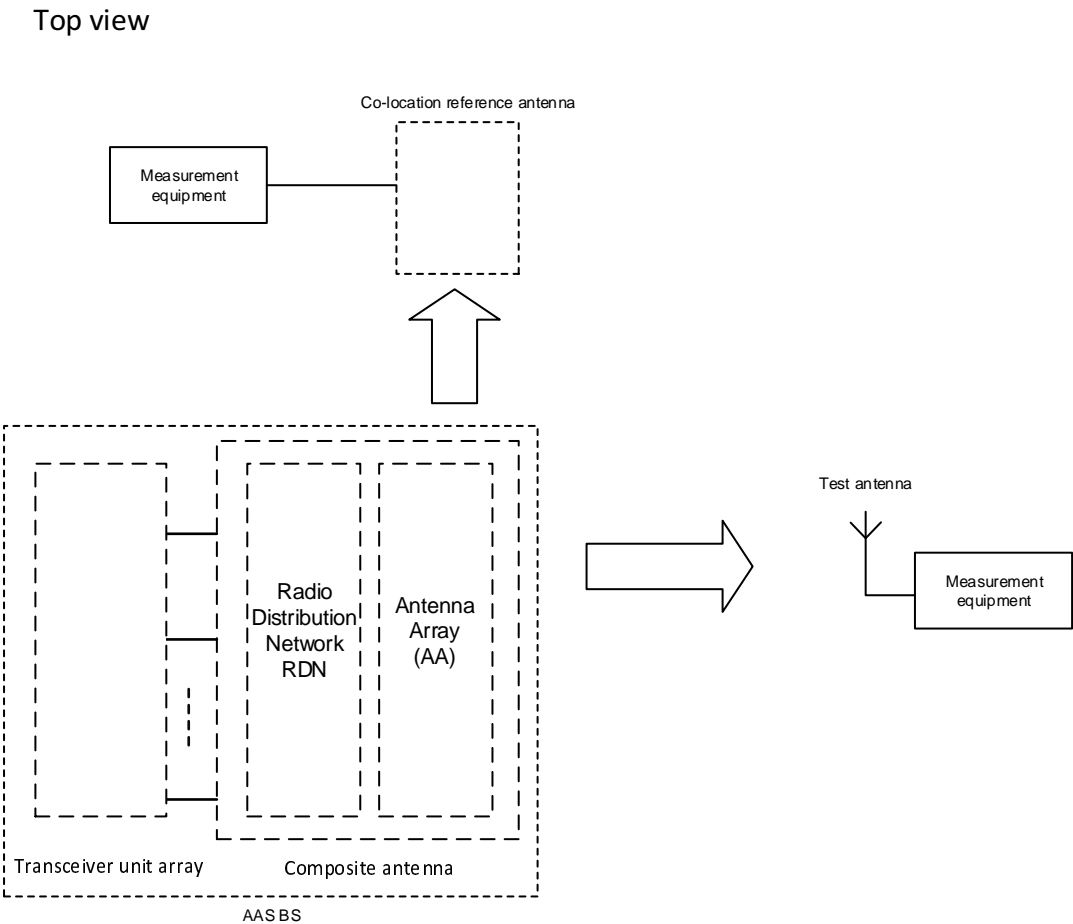 Top view
Co-location reference antenna
Measurement
equipment
Test antenna
Measurement
equipment
Radio
Distribution
Network
RDN
Antenna
Array
(AA)
Transceiver unit array
Composite antenna
AAS BS